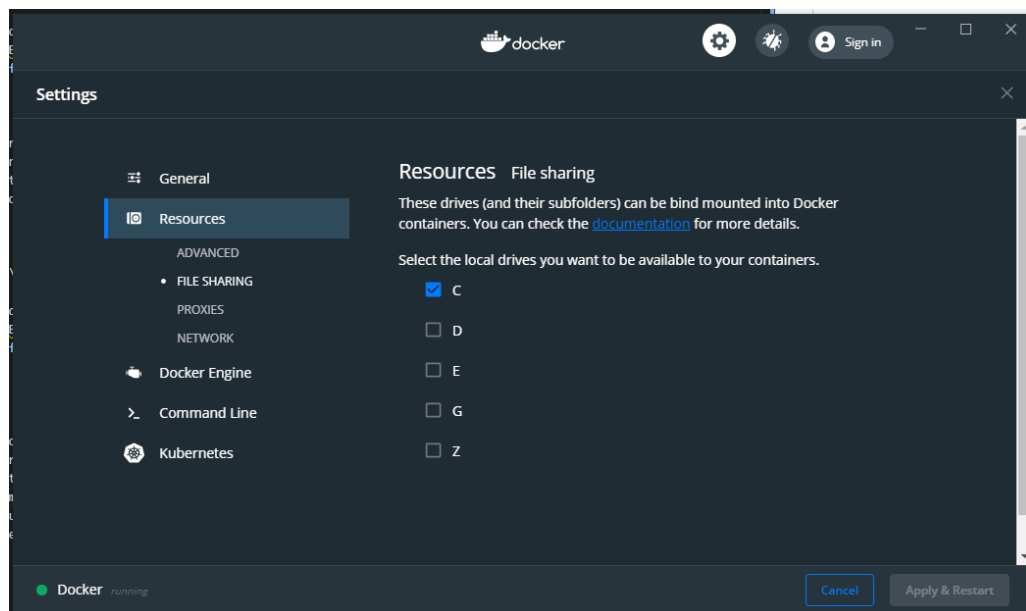 docker
Sign in
Settings
General
Resources
ADVANCED
FILE SHARING
PROXIES
NETWORK
Docker Engine
Command Line
Kubernetes
Resources File sharing
These drives (and their subfolders) can be bind mounted into Docker
containers. You can check the documentation for more details.
Select the local drives you want to be available to your containers.
C
D
E
G
Z
Docker running
Cancel
Apply & Restart